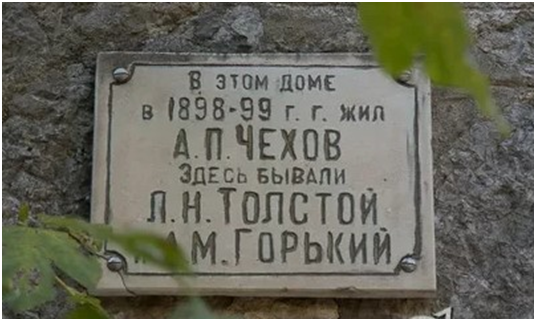 В ЭТОМ ДОМЕ
в 1898-99 г. г. жил
А. П. ЧЕХОВ
ЗДЕСЬ БЫВАЛИ
Л. Н. ТОЛСТОЙ
А.М. ГОРЬКИЙ